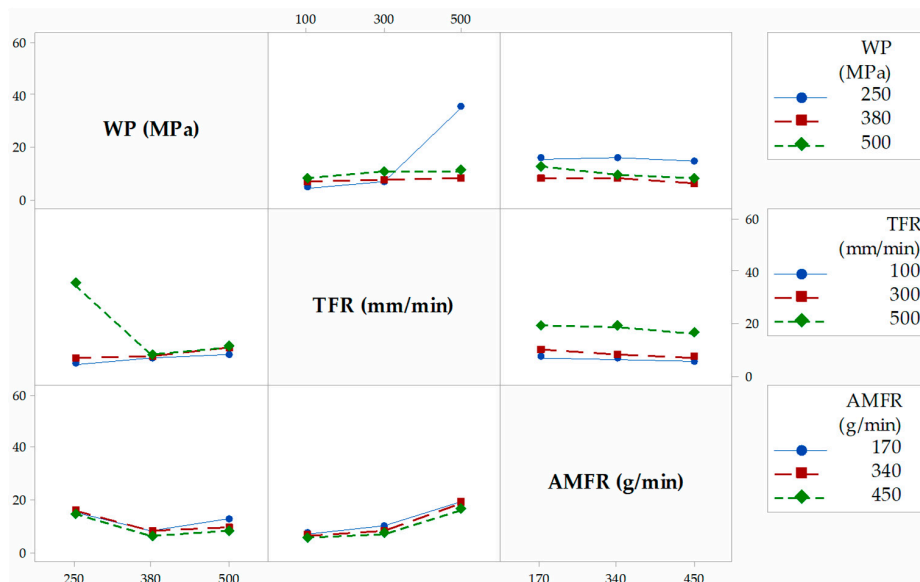 100 300 500
60
40
20
0
WP (MPa)
WP
(MPa)
250
380
500
TFR (mm/min)
60
40
20
0
TFR
(mm/min)
100
300
500
60
40
20
0
AMFR (g/min)
AMFR
(g/min)
170
340
450
250 380 500 170 340 450